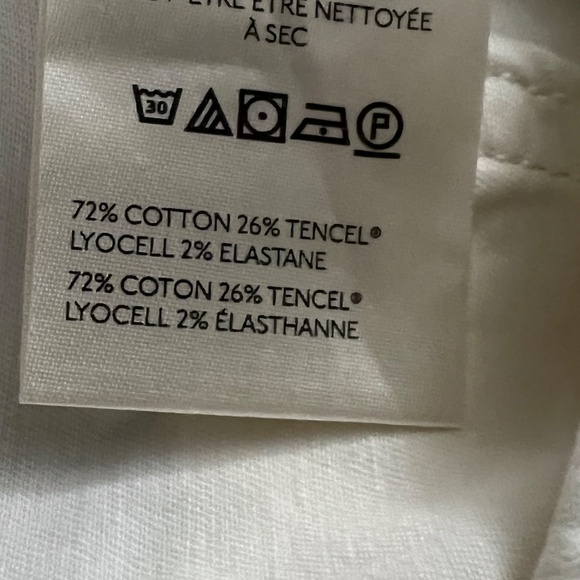 ÊTRE NETTOYÉE
À SEC
30 P
72% COTTON 26% TENCEL®
LYOCELL 2% ELASTANE
72% COTON 26% TENCEL®
LYOCELL 2% ÉLASTHANNE